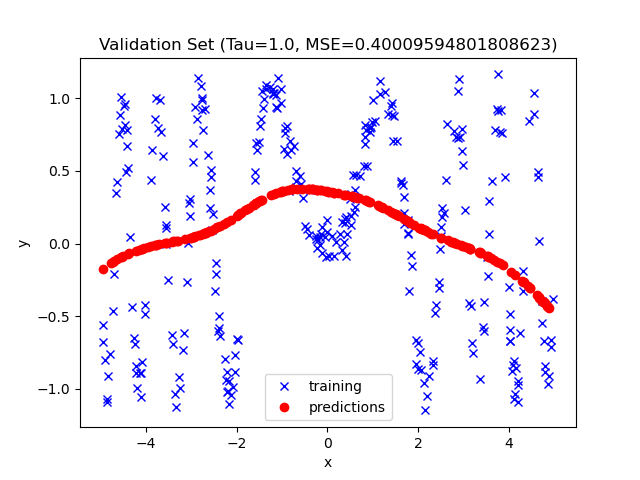 Validation Set (Tau=1.0, MSE=0.40009594801808623)
1.0
0.5
0.0
−0.5
−1.0
y
−4
−2
0
2
4
x
training
predictions